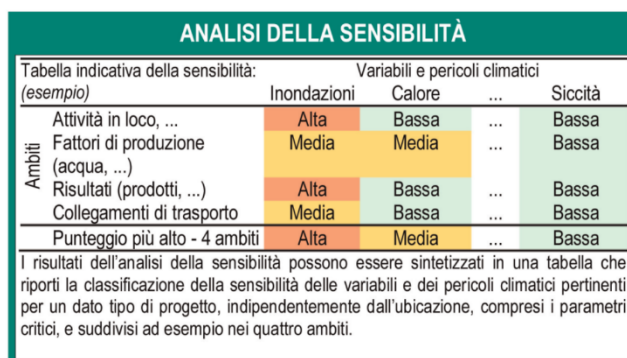 ANALISI DELLA SENSIBILITÀ
Tabella indicativa della sensibilità: Variabili e pericoli climatici
(esempio) Inondazioni Calore ... Siccità
Ambiti
Attività in loco, ... Alta Bassa ... Bassa
Fattori di produzione Media Media ... Bassa
(acqua, ...)
Risultati (prodotti, ...) Alta Bassa ... Bassa
Collegamenti di trasporto Media Bassa ... Bassa
Punteggio più alto - 4 ambiti Alta Media ... Bassa
I risultati dell'analisi della sensibilità possono essere sintetizzati in una tabella che
riporti la classificazione della sensibilità delle variabili e dei pericoli climatici pertinenti
per un dato tipo di progetto, indipendentemente dall'ubicazione, compresi i parametri
critici, e suddivisi ad esempio nei quattro ambiti.